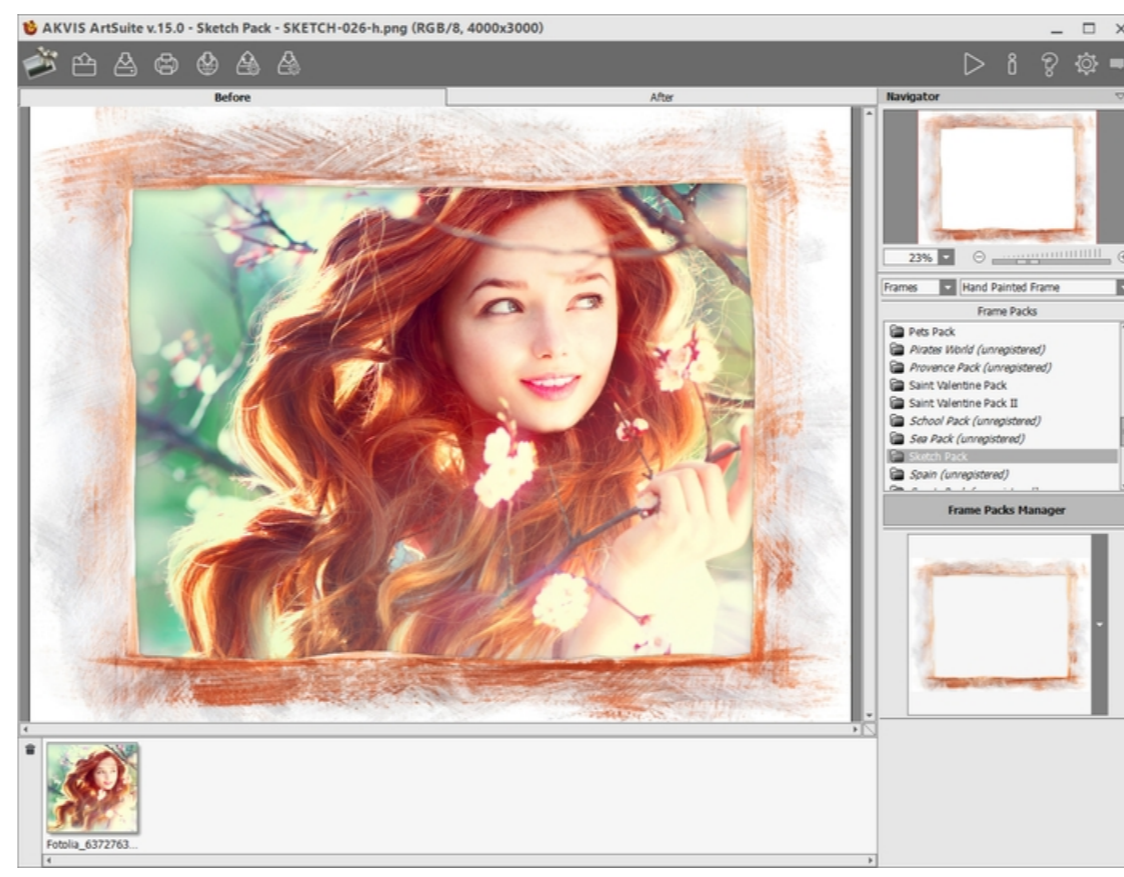 AKVIS ArtSuite v.15.0 - Sketch Pack - SKETCH-026-h.png (RGB/8, 4000x3000)
Before
After
Navigator
23%
Frames
Hand Painted Frame
Frame Packs
Pets Pack
Pirates World (unregistered)
Provence Pack (unregistered)
Saint Valentine Pack
Saint Valentine Pack II
School Pack (unregistered)
Sea Pack (unregistered)
Sketch Pack
Spain (unregistered)
Frame Packs Manager
Fotolia_6372763...